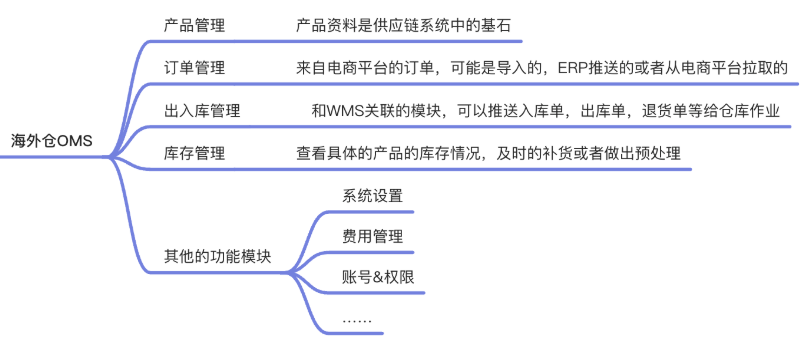 产品管理 产品资料是供应链系统中的基石
订单管理 来自电商平台的订单，可能是导入的，ERP推送的或者从电商平台拉取的
出入库管理 和WMS关联的模块，可以推送入库单，出库单，退货单等给仓库作业
海外仓OMS
库存管理 查看具体的产品的库存情况，及时的补货或者做出预处理
系统设置
费用管理
其他的功能模块
账号&权限
……